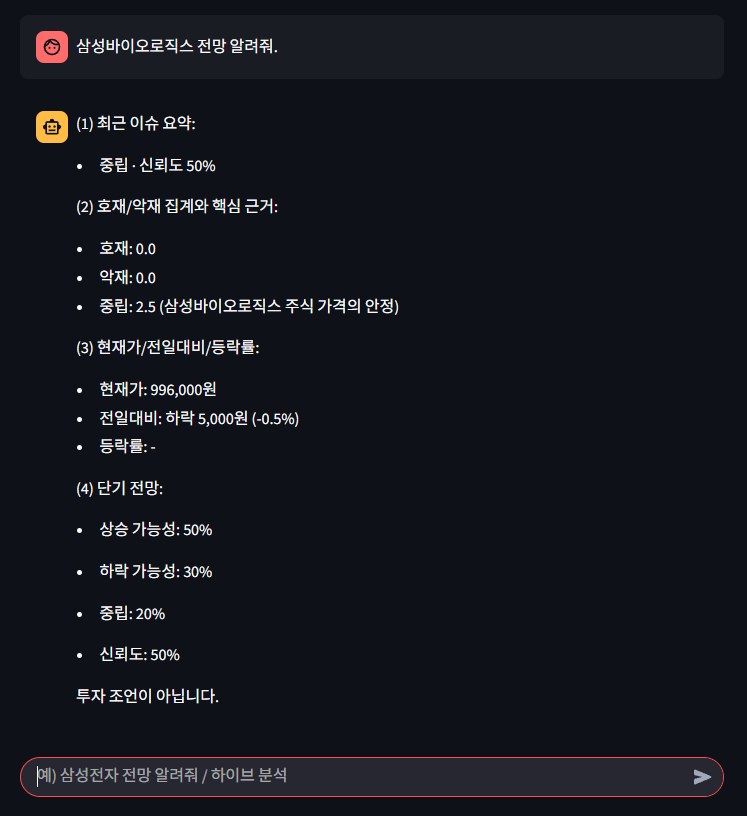 삼성바이오로직스 전망 알려줘.
(1) 최근 이슈 요약:
• 중립 · 신뢰도 50%
(2) 호재/악재 집계와 핵심 근거:
• 호재: 0.0
• 악재: 0.0
• 중립: 2.5 (삼성바이오로직스 주식 가격의 안정)
(3) 현재가/전일대비/등락률:
• 현재가: 996,000원
• 전일대비: 하락 5,000원 (-0.5%)
• 등락률: -
(4) 단기 전망:
• 상승 가능성: 50%
• 하락 가능성: 30%
• 중립: 20%
• 신뢰도: 50%
투자 조언이 아닙니다.
예) 삼성전자 전망 알려줘 / 하이브 분석